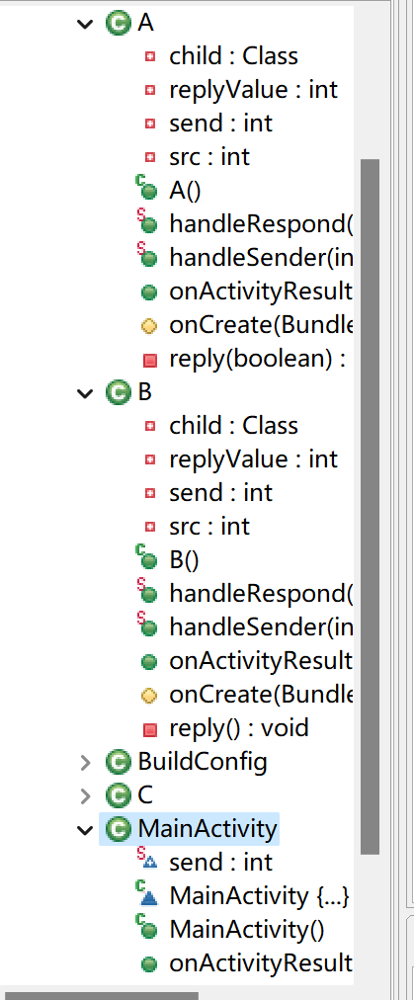 A
child : Class
replyValue : int
send : int
src : int
A()
handleRespond(
handleSender(in
onActivityResult
onCreate(Bundle
reply(boolean) :
B
child : Class
replyValue : int
send : int
src : int
B()
handleRespond(
handleSender(in
onActivityResult
onCreate(Bundle
reply() : void
BuildConfig
C
MainActivity
send : int
MainActivity {...}
MainActivity()
onActivityResult